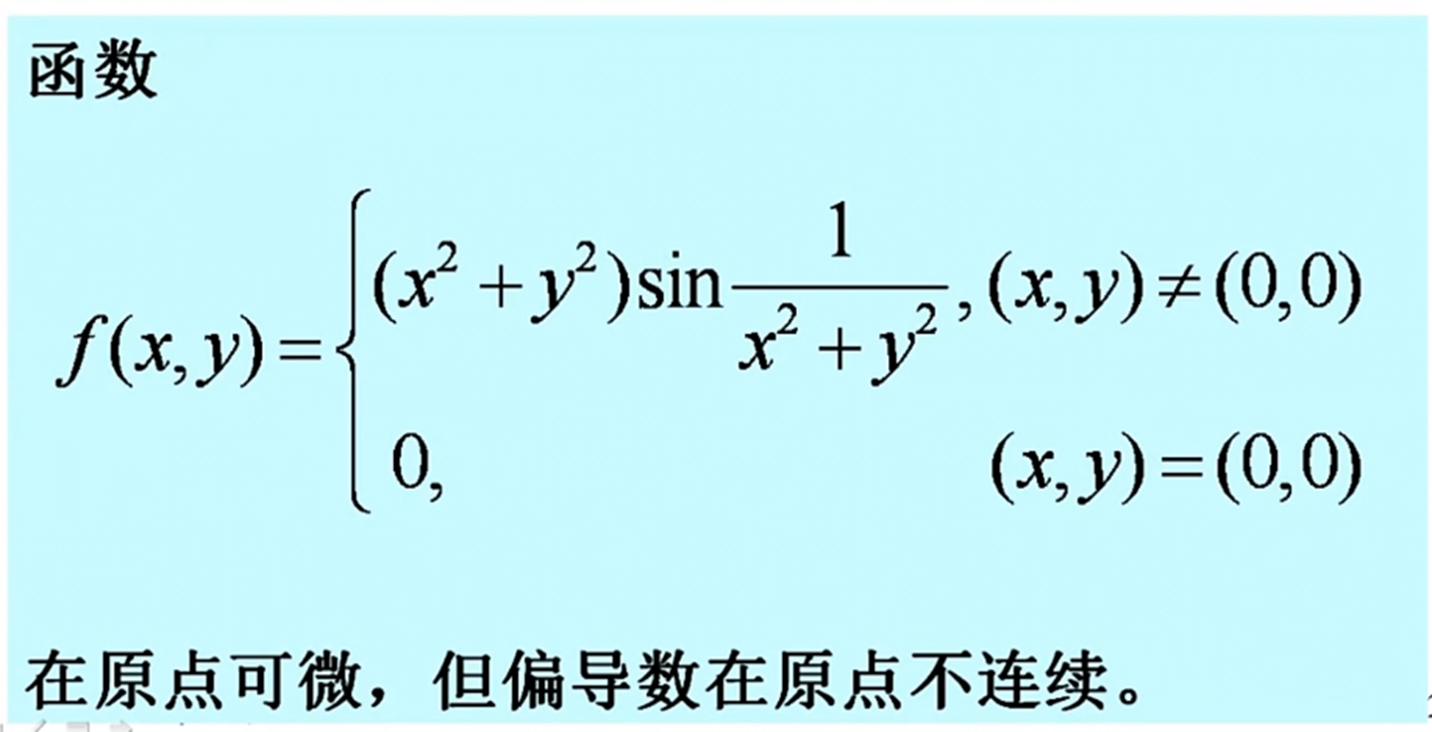 函数
f(x,y)={(x²+y²)sin 1/(x²+y²), (x,y)≠(0,0)
0, (x,y)=(0,0)
在原点可微，但偏导数在原点不连续。